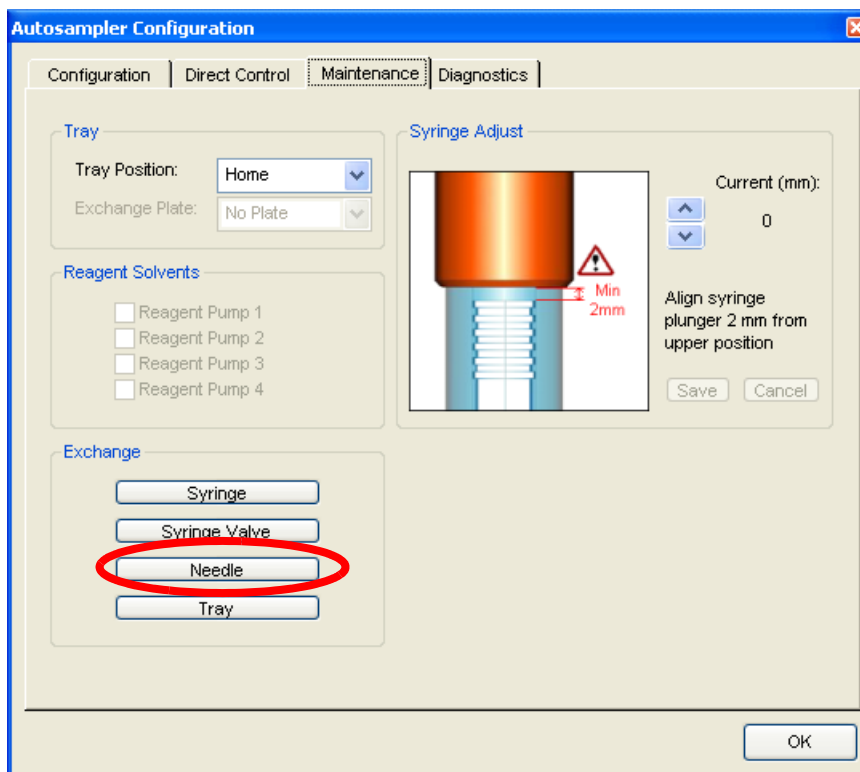 Autosampler Configuration
Configuration
Direct Control
Maintenance
Diagnostics
Tray
Tray Position:
Home
Exchange Plate:
No Plate
Reagent Solvents
Reagent Pump 1
Reagent Pump 2
Reagent Pump 3
Reagent Pump 4
Exchange
Syringe
Syringe Valve
Needle
Tray
Syringe Adjust
Min
2mm
Current (mm):
0
Align syringe
plunger 2 mm from
upper position
Save
Cancel
OK